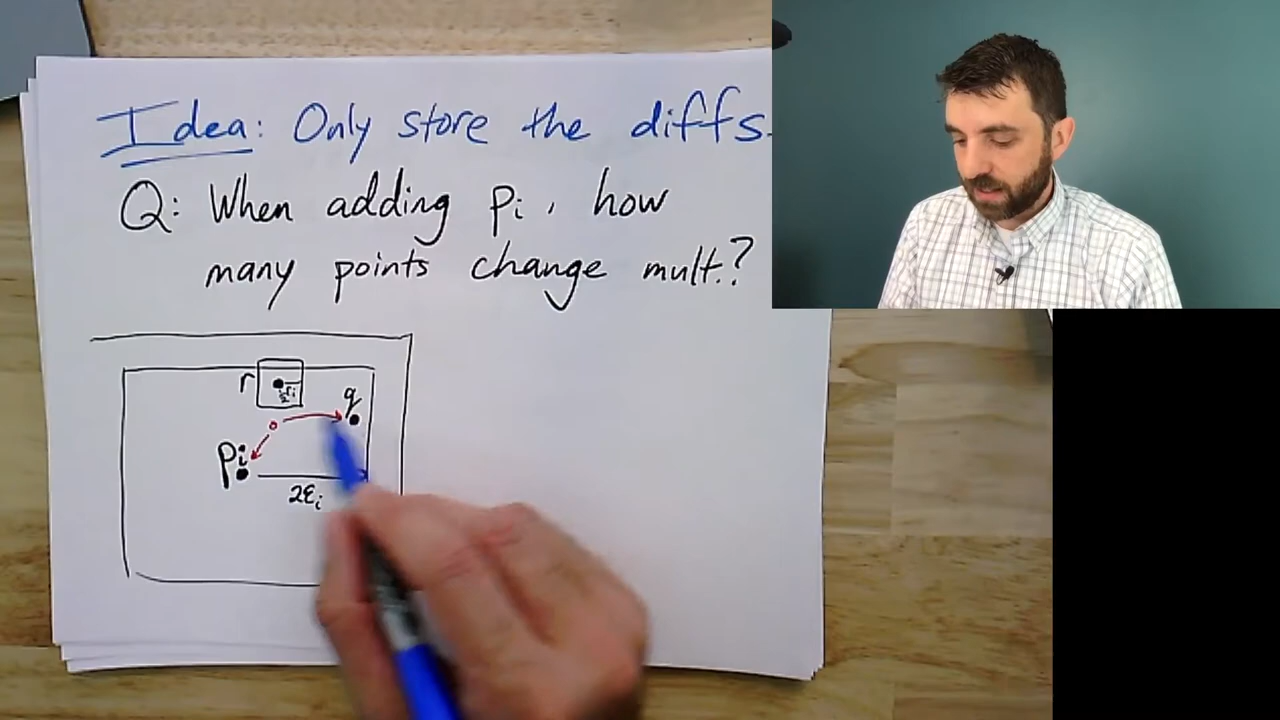 Idea: Only store the diffs.
Q: When adding pi, how
many points change mult.?
r
q
pi
2εi